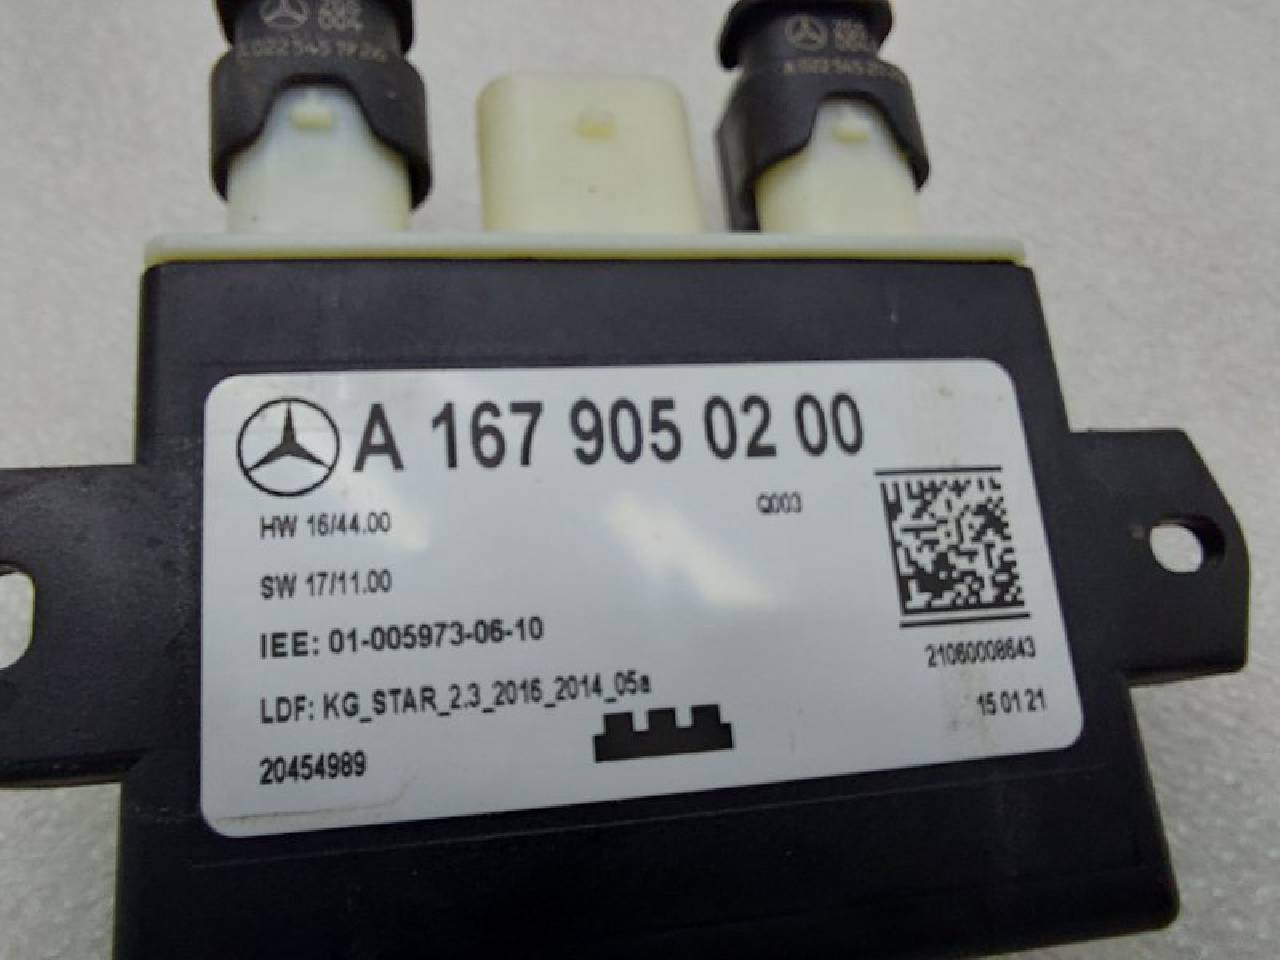 A 167 905 02 00
HW 16/44.00
Q003
SW 17/11.00
IEE: 01-005973-06-10
21060008643
LDF: KG_STAR_2.3_2016_2014_05a
15 01 21
20454989